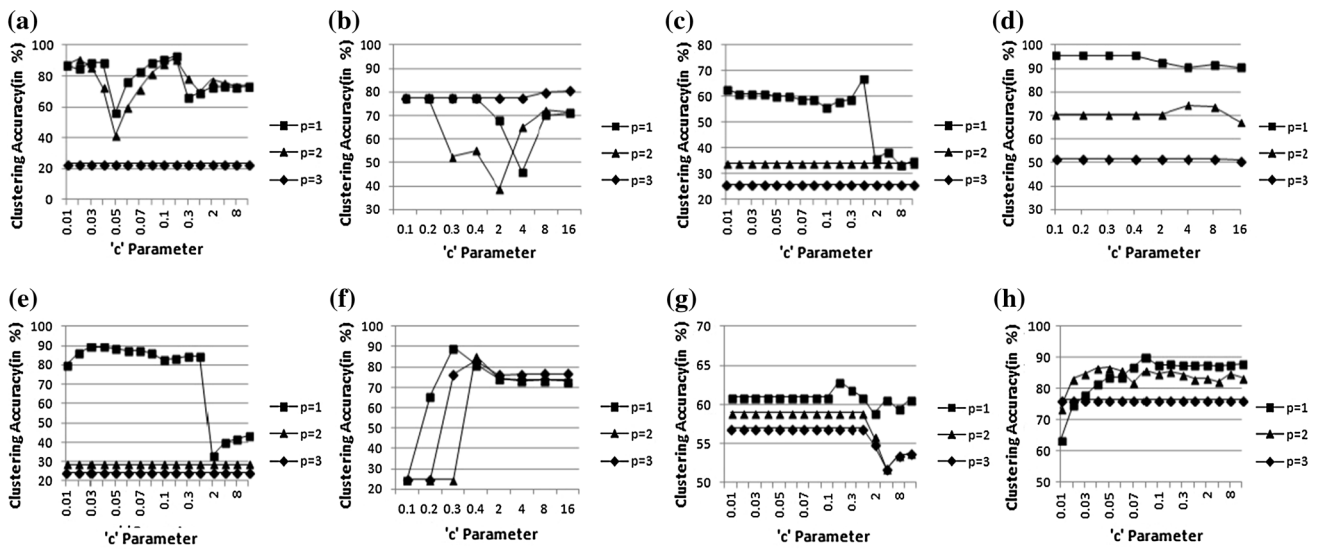 (a)
Clustering Accuracy(in %)
100
80
60
40
20
0
0.01
0.03
0.05
0.07
0.1
0.3
2
8
'c' Parameter
p=1
p=2
p=3
(b)
Clustering Accuracy(in %)
100
90
80
70
60
50
40
30
0.1 0.2 0.3 0.4 2 4 8 16
'c' Parameter
p=1
p=2
p=3
(c)
Clustering Accuracy(in %)
80
70
60
50
40
30
20
0.01
0.03
0.05
0.07
0.1
0.3
2
8
'c' Parameter
p=1
p=2
p=3
(d)
Clustering Accuracy(in %)
100
90
80
70
60
50
40
30
0.1 0.2 0.3 0.4 2 4 8 16
'c' Parameter
p=1
p=2
p=3
(e)
Clustering Accuracy(in %)
100
90
80
70
60
50
40
30
20
0.01
0.03
0.05
0.07
0.1
0.3
2
8
'c' Parameter
p=1
p=2
p=3
(f)
Clustering Accuracy(in %)
100
90
80
70
60
50
40
30
20
0.1 0.2 0.3 0.4 2 4 8 16
'c' Parameter
p=1
p=2
p=3
(g)
Clustering Accuracy(in %)
70
65
60
55
50
0.01
0.03
0.05
0.07
0.1
0.3
2
8
'c' Parameter
p=1
p=2
p=3
(h)
Clustering Accuracy(in %)
100
90
80
70
60
50
0.01
0.03
0.05
0.07
0.1
0.3
2
8
'c' Parameter
p=1
p=2
p=3